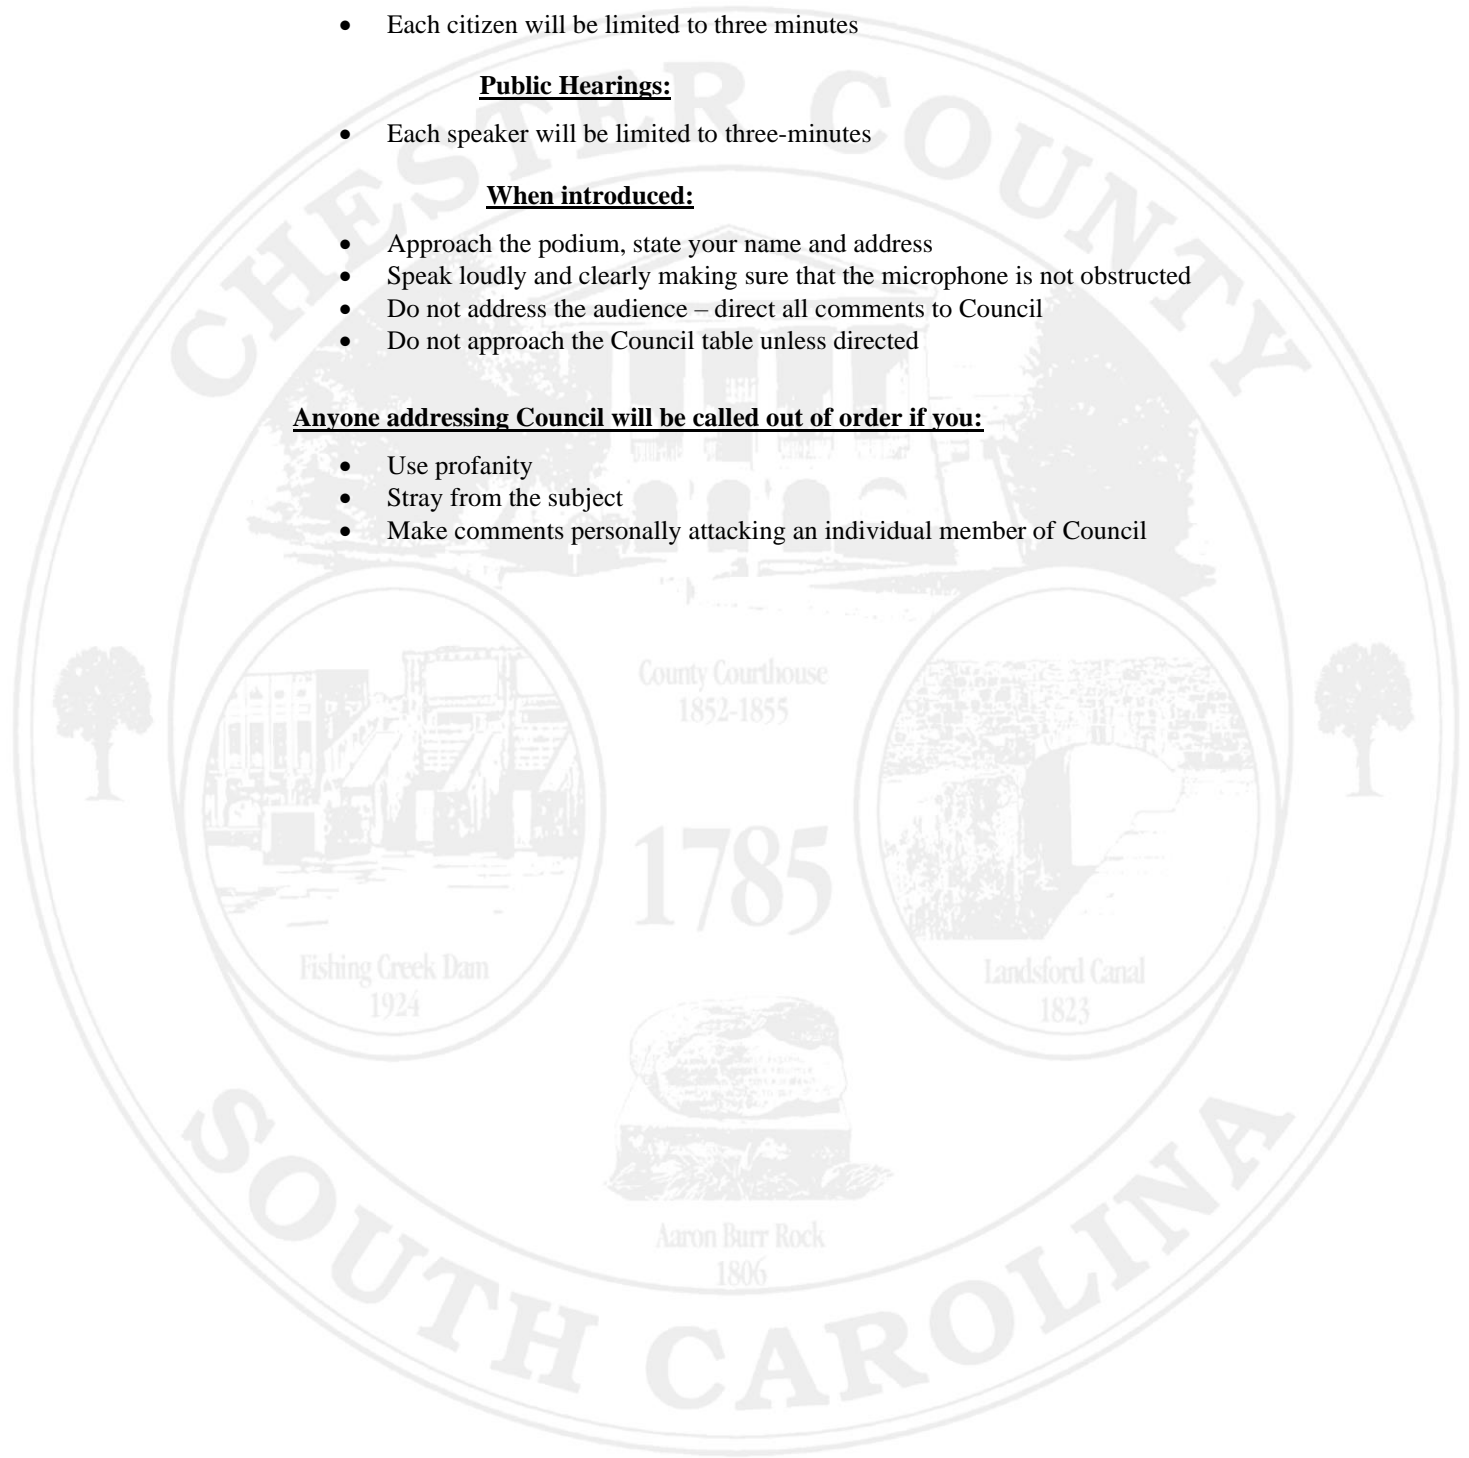 • Each citizen will be limited to three minutes
Public Hearings:
• Each speaker will be limited to three-minutes
When introduced:
• Approach the podium, state your name and address
• Speak loudly and clearly making sure that the microphone is not obstructed
• Do not address the audience – direct all comments to Council
• Do not approach the Council table unless directed
Anyone addressing Council will be called out of order if you:
• Use profanity
• Stray from the subject
• Make comments personally attacking an individual member of Council
CHESTER COUNTY
County Courthouse
1852-1855
1785
Fishing Creek Dam
1924
Landsford Canal
1823
Aaron Burr Rock
1806
SOUTH CAROLINA